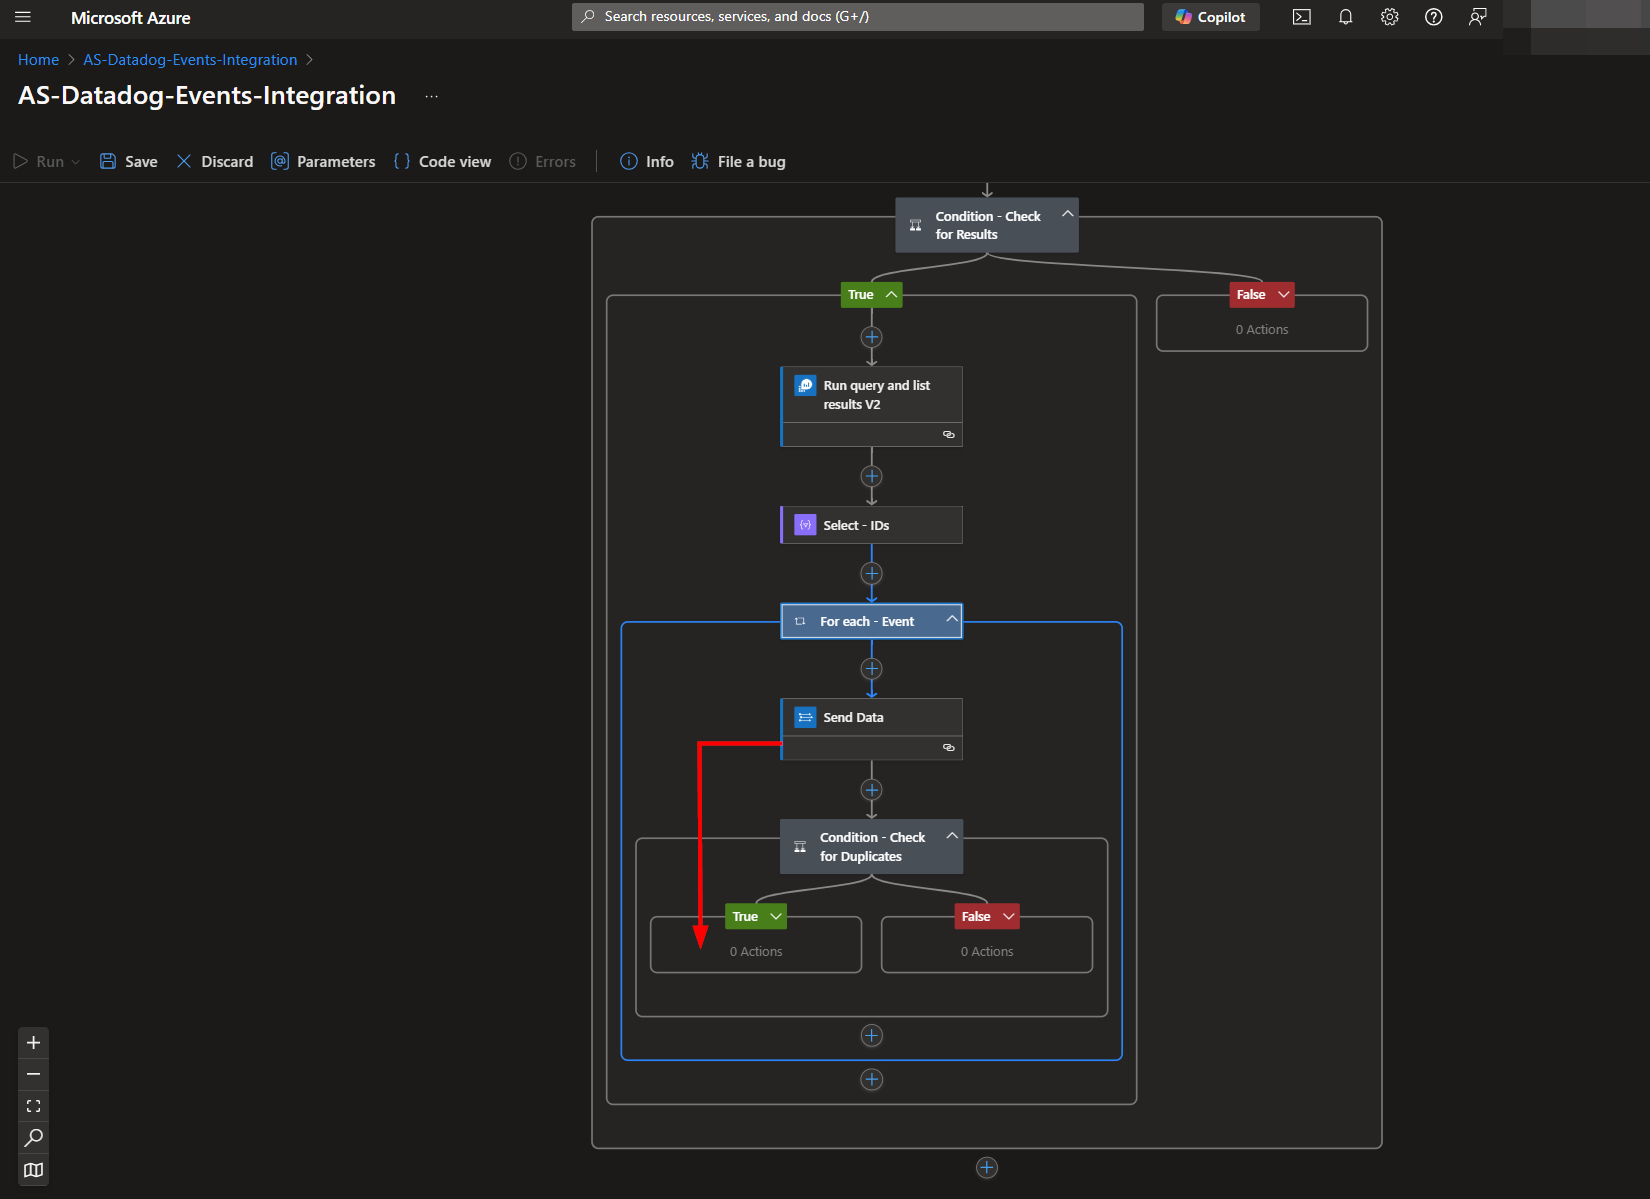 Microsoft Azure
Search resources, services, and docs (G+/)
Copilot
Home > AS-Datadog-Events-Integration >
AS-Datadog-Events-Integration ...
Run
Save
Discard
Parameters
Code view
Errors
Info
File a bug
Condition - Check
for Results
True
False
0 Actions
Run query and list
results V2
Select - IDs
For each - Event
Send Data
Condition - Check
for Duplicates
True
False
0 Actions
0 Actions